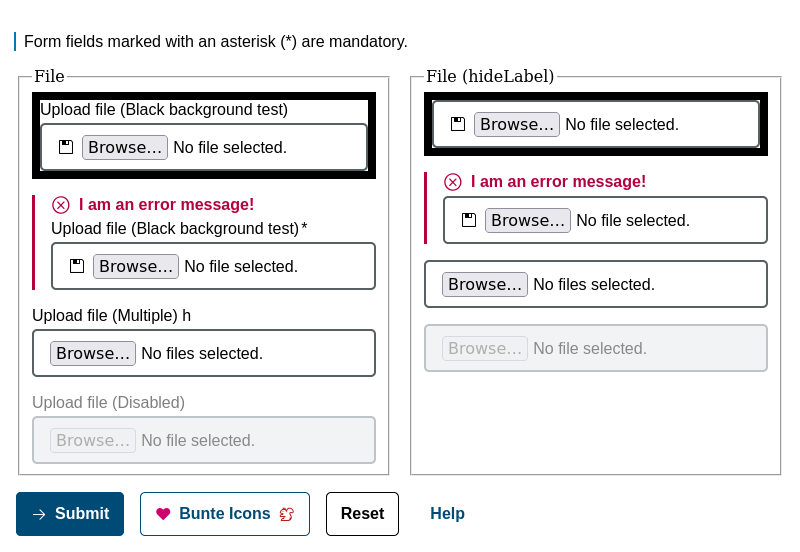 Form fields marked with an asterisk (*) are mandatory.
File
Upload file (Black background test)
Browse... No file selected.
I am an error message!
Upload file (Black background test)*
Browse... No file selected.
Upload file (Multiple) h
Browse... No files selected.
Upload file (Disabled)
Browse... No file selected.
File (hideLabel)
Browse... No file selected.
I am an error message!
Browse... No file selected.
Browse... No files selected.
Browse... No file selected.
Submit Bunte Icons Reset Help